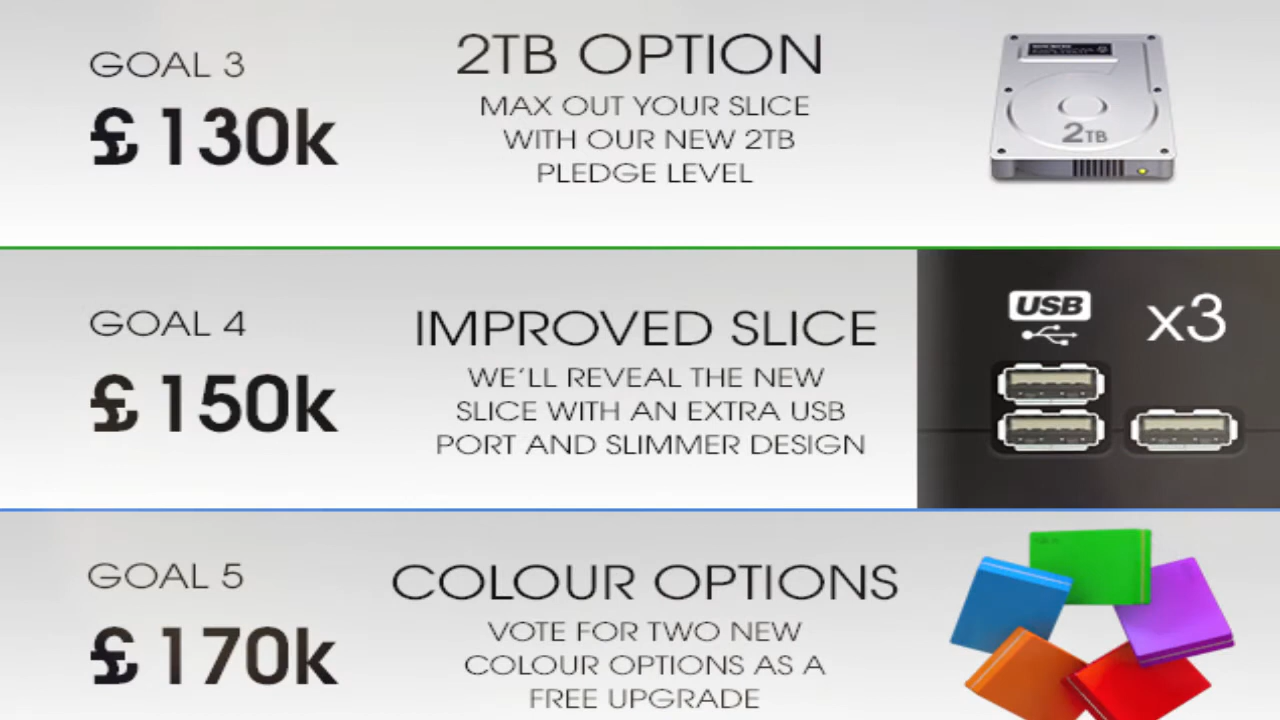 GOAL 3
£130k
2TB OPTION
MAX OUT YOUR SLICE
WITH OUR NEW 2TB
PLEDGE LEVEL
2TB
GOAL 4
£150k
IMPROVED SLICE
WE'LL REVEAL THE NEW
SLICE WITH AN EXTRA USB
PORT AND SLIMMER DESIGN
USB x3
GOAL 5
£170k
COLOUR OPTIONS
VOTE FOR TWO NEW
COLOUR OPTIONS AS A
FREE UPGRADE